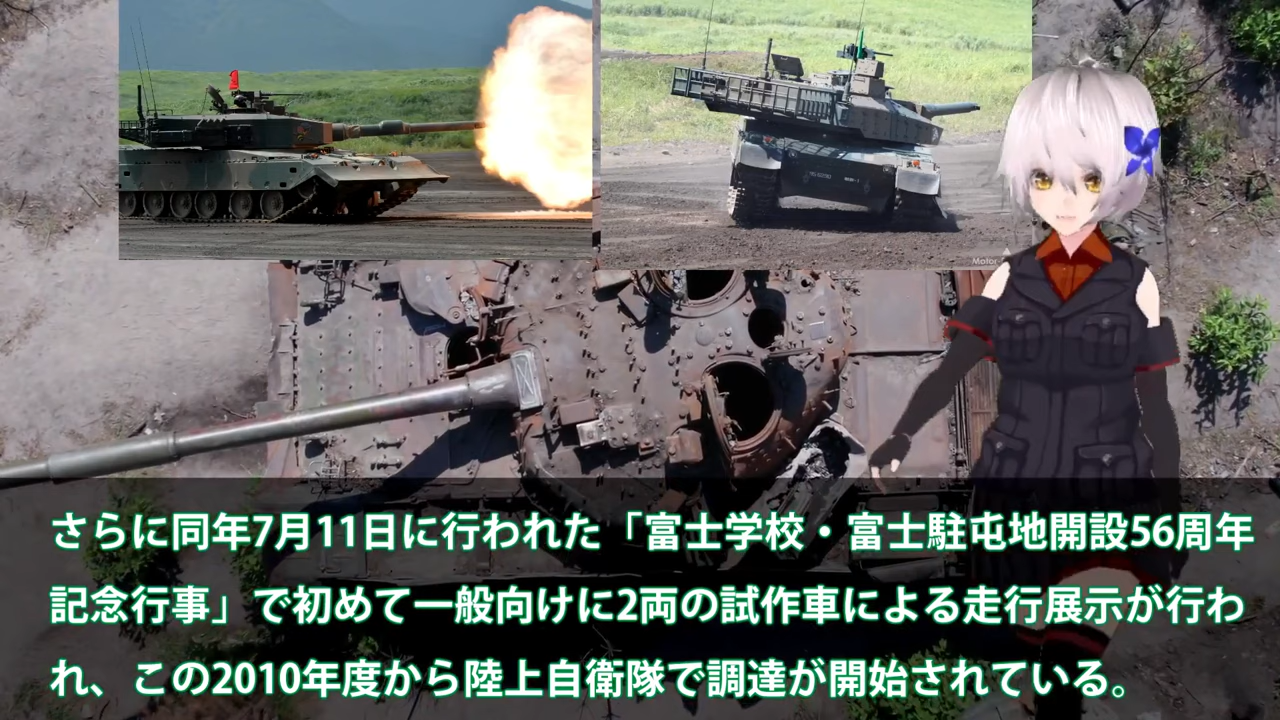 Motor-
さらに同年7月11日に行われた「富士学校・富士駐屯地開設56周年
記念行事」で初めて一般向けに2両の試作車による走行展示が行わ
れ、この2010年度から陸上自衛隊で調達が開始されている。